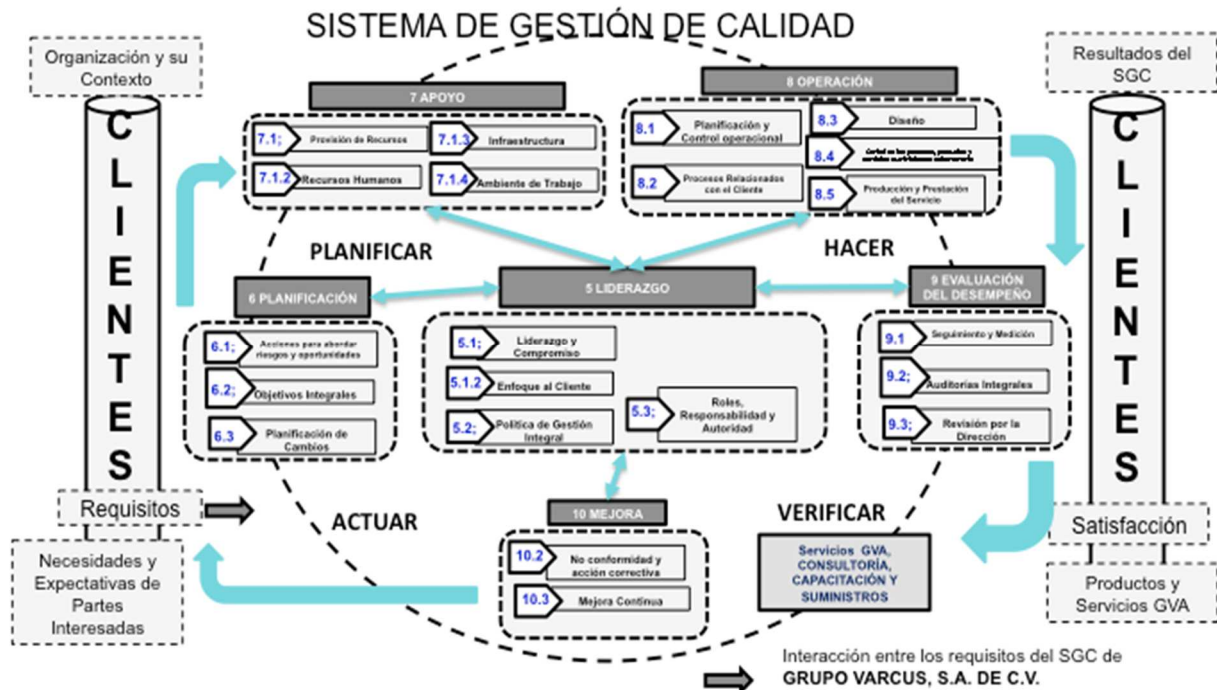 SISTEMA DE GESTIÓN DE CALIDAD
Organización y su
Contexto
CLIENTES
Requisitos
Necesidades y
Expectativas de
Partes
Interesadas
7 APOYO
7.1;
Provisión de Recursos
7.1.3
Infraestructura
7.1.2
Recursos Humanos
7.1.4
Ambiente de Trabajo
8 OPERACIÓN
8.1
Planificación y
Control operacional
8.3
Diseño
8.4
8.2
Procesos Relacionados
con el Cliente
8.5
Producción y Prestación
del Servicio
PLANIFICAR
HACER
6 PLANIFICACIÓN
6.1;
Acciones para abordar
riesgos y oportunidades
6.2;
Objetivos Integrales
6.3
Planificación de
Cambios
5 LIDERAZGO
5.1;
Liderazgo y
Compromiso
5.1.2
Enfoque al Cliente
5.2;
Política de Gestión
Integral
5.3;
Roles,
Responsabilidad y
Autoridad
9 EVALUACIÓN
DEL DESEMPEÑO
9.1
Seguimiento y Medición
9.2;
Auditorías Integrales
9.3;
Revisión por la
Dirección
ACTUAR
VERIFICAR
10 MEJORA
10.2
No conformidad y
acción correctiva
10.3
Mejora Continua
Servicios GVA,
CONSULTORÍA,
CAPACITACIÓN Y
SUMINISTROS
Resultados del
SGC
CLIENTES
Satisfacción
Productos y
Servicios GVA
Interacción entre los requisitos del SGC de
GRUPO VARCUS, S.A. DE C.V.